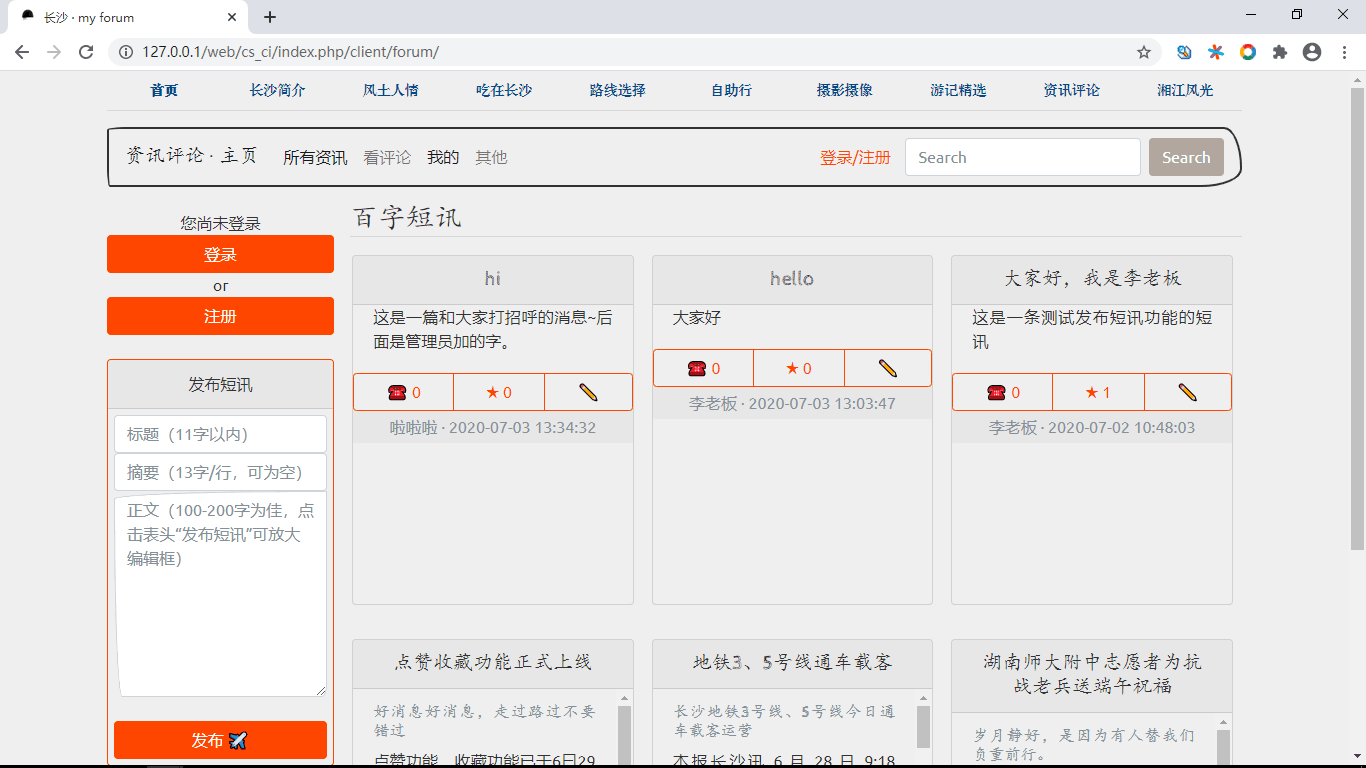 长沙 · my forum
127.0.0.1/web/cs_ci/index.php/client/forum/
首页 长沙简介 风土人情 吃在长沙 路线选择 自助行 摄影摄像 游记精选 资讯评论 湘江风光
资讯评论 · 主页 所有资讯 看评论 我的 其他 登录/注册 Search Search
您尚未登录
登录
or
注册
发布短讯
标题（11字以内）
摘要（13字/行，可为空）
正文（100-200字为佳，点
击表头“发布短讯”可放大
编辑框）
发布
百字短讯
hi
这是一篇和大家打招呼的消息~后
面是管理员加的字。
0 ★ 0
啦啦啦 · 2020-07-03 13:34:32
hello
大家好
0 ★ 0
李老板 · 2020-07-03 13:03:47
大家好，我是李老板
这是一条测试发布短讯功能的短
讯
0 ★ 1
李老板 · 2020-07-02 10:48:03
点赞收藏功能正式上线
好消息好消息，走过路过不要
错过
点赞功能、收藏功能已于6曰29
地铁3、5号线通车载客
长沙地铁3号线、5号线今日通
车载客运营
本报长沙讯 6 月 28 日 9:18
湖南师大附中志愿者为抗
战老兵送端午祝福
岁月静好，是因为有人替我们
负重前行。